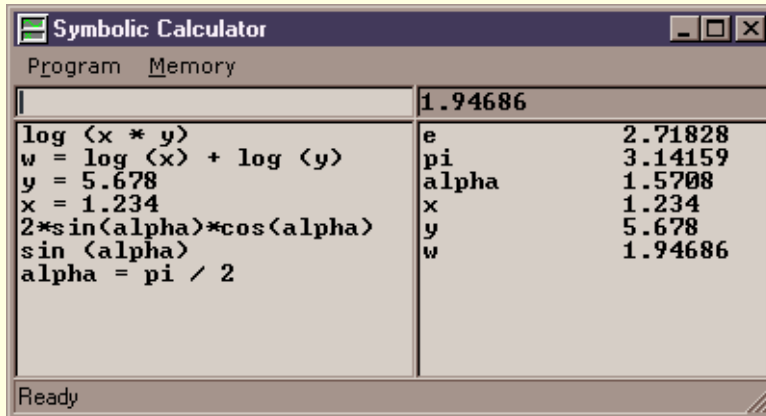 Symbolic Calculator
Program Memory
1.94686
log (x * y)
w = log (x) + log (y)
y = 5.678
x = 1.234
2*sin(alpha)*cos(alpha)
sin (alpha)
alpha = pi / 2
e 2.71828
pi 3.14159
alpha 1.5708
x 1.234
y 5.678
w 1.94686
Ready